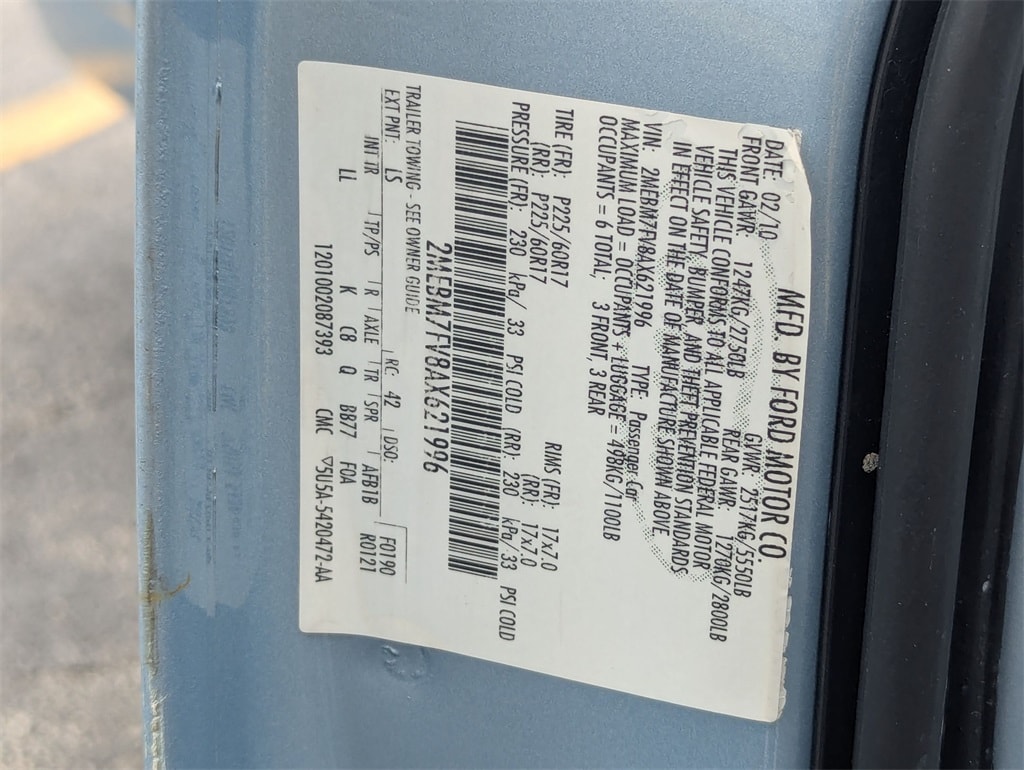 MFD. BY FORD MOTOR CO.
DATE: 02/10 GVWR: 2517KG/5550LB
FRONT GAWR: 1247KG/2750LB REAR GAWR: 1270KG/2800LB
THIS VEHICLE CONFORMS TO ALL APPLICABLE FEDERAL MOTOR
VEHICLE SAFETY, BUMPER, AND THEFT PREVENTION STANDARDS
IN EFFECT ON THE DATE OF MANUFACTURE SHOWN ABOVE
VIN: 2MEBM7FV8AX621996 TYPE: Passenger Car
MAXIMUM LOAD = OCCUPANTS + LUGGAGE = 498KG/1100LB
OCCUPANTS = 6 TOTAL, 3 FRONT, 3 REAR
TIRE (FR): P225/60R17 RIMS (FR): 17x7.0
(RR): P225/60R17 (RR): 17x7.0
PRESSURE (FR): 230 kPa/ 33 PSI COLD (RR): 230 kPa/ 33 PSI COLD
2MEBM7FV8AX621996
TRAILER TOWING - SEE OWNER GUIDE
EXT PNT: LS RC: 42 DSO: F0190
R0121
INT TR TP/PS R AXLE TR SPR AFB1B
LL K C8 Q BB77 F0A
1201002087393 CMC 5U5A-5420472-AA